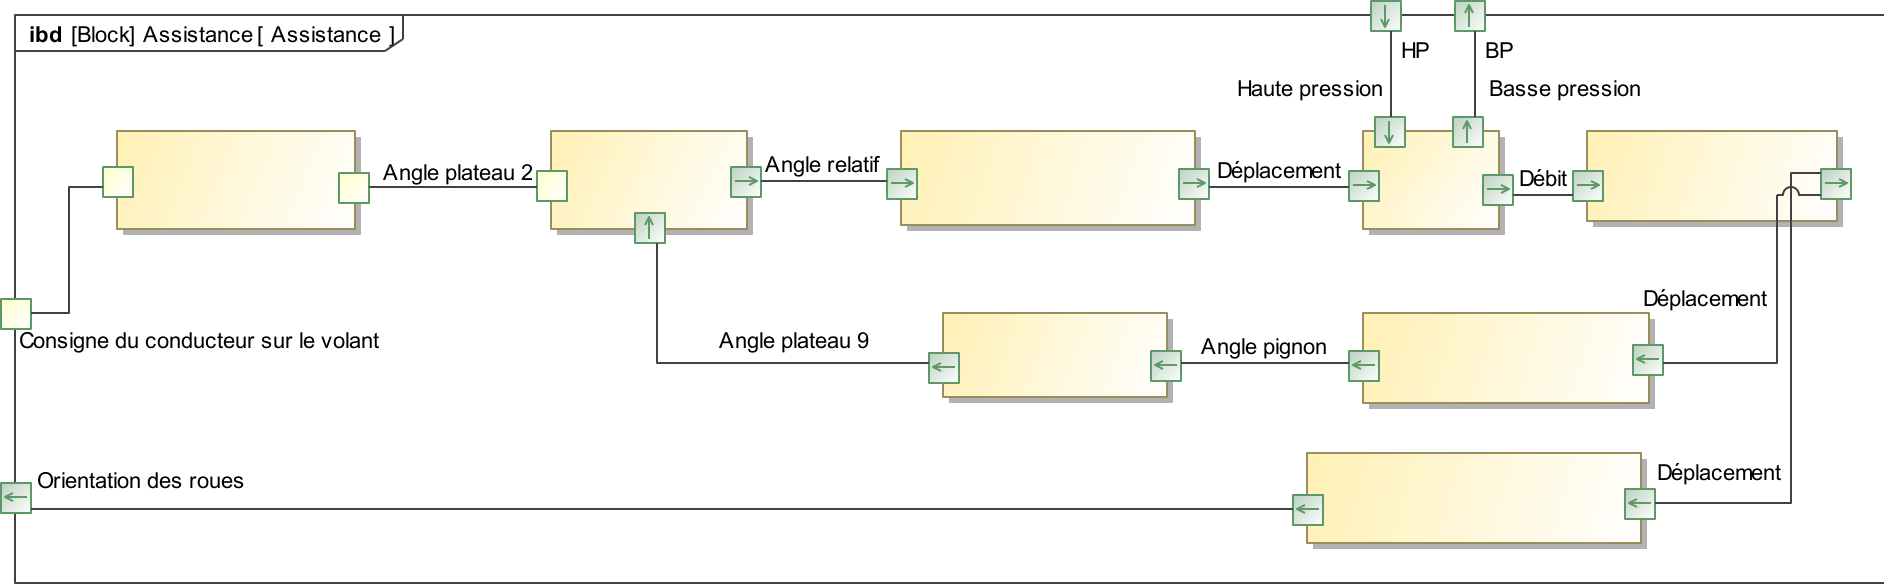 ibd [Block] Assistance [ Assistance ]
HP
BP
Haute pression
Basse pression
Angle plateau 2
Angle relatif
Déplacement
Débit
Déplacement
Consigne du conducteur sur le volant
Angle plateau 9
Angle pignon
Déplacement
Orientation des roues